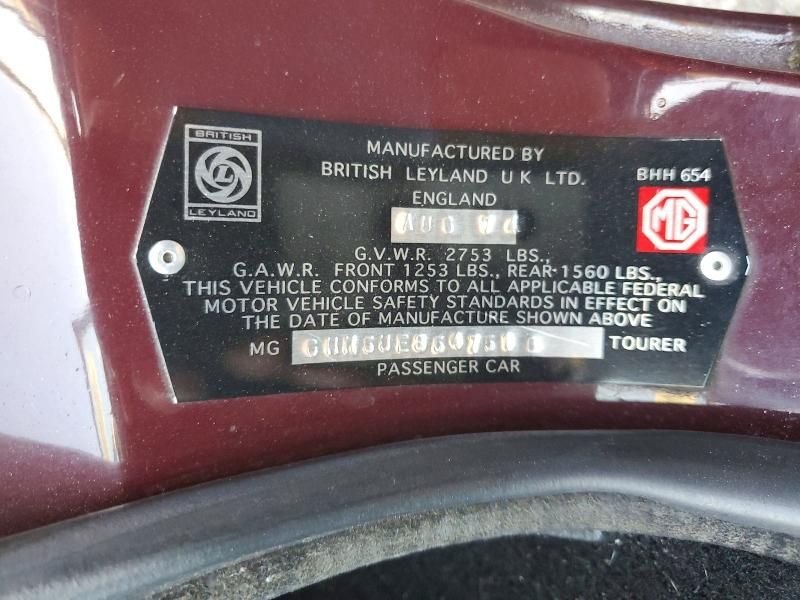 BRITISH
LEYLAND
MANUFACTURED BY
BRITISH LEYLAND U K LTD.
ENGLAND
BHH 654
MG
AUG 74
G.V.W.R. 2753 LBS.,
G.A.W.R. FRONT 1253 LBS., REAR·1560 LBS.,
THIS VEHICLE CONFORMS TO ALL APPLICABLE FEDERAL
MOTOR VEHICLE SAFETY STANDARDS IN EFFECT ON
THE DATE OF MANUFACTURE SHOWN ABOVE
MG TOURER
PASSENGER CAR